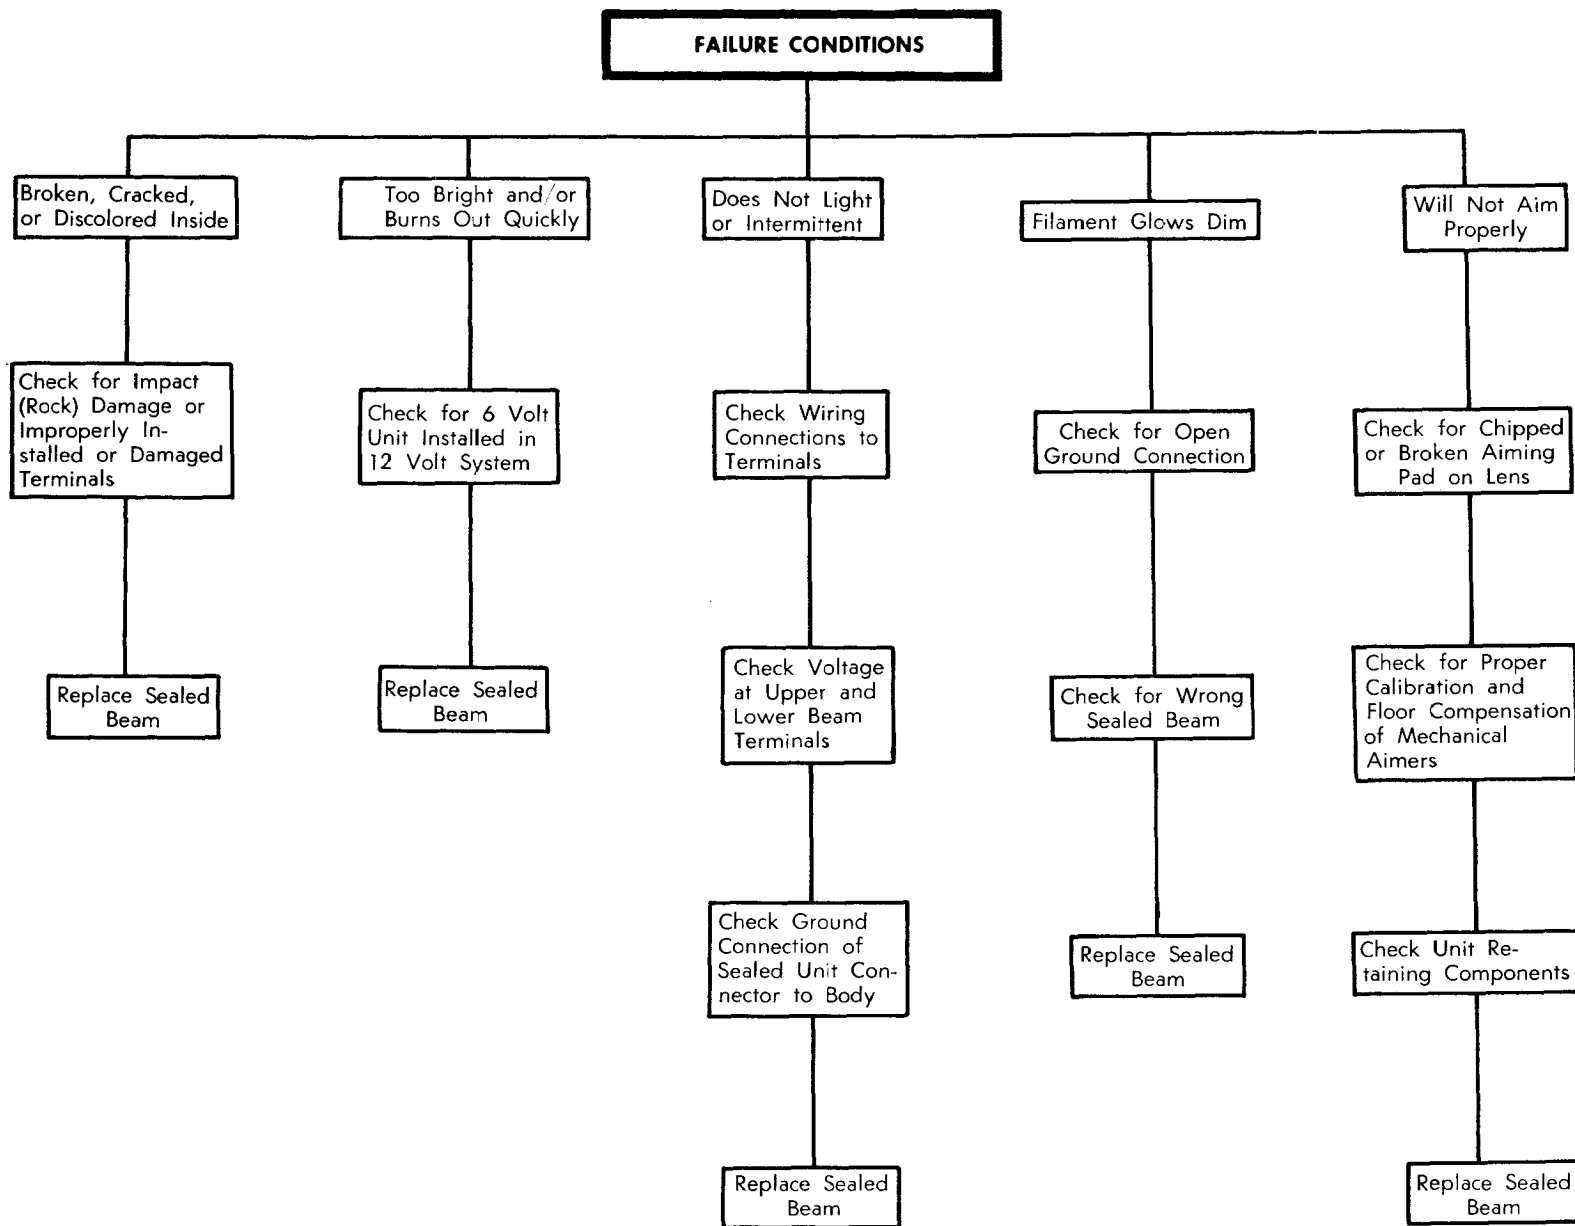 FAILURE CONDITIONS
Broken, Cracked,
or Discolored Inside
Too Bright and/or
Burns Out Quickly
Does Not Light
or Intermittent
Filament Glows Dim
Will Not Aim
Properly
Check for Impact
(Rock) Damage or
Improperly In-
stalled or Damaged
Terminals
Check for 6 Volt
Unit Installed in
12 Volt System
Check Wiring
Connections to
Terminals
Check for Open
Ground Connection
Check for Chipped
or Broken Aiming
Pad on Lens
Replace Sealed
Beam
Replace Sealed
Beam
Check Voltage
at Upper and
Lower Beam
Terminals
Check for Wrong
Sealed Beam
Check for Proper
Calibration and
Floor Compensation
of Mechanical
Aimers
Check Ground
Connection of
Sealed Unit Con-
nector to Body
Replace Sealed
Beam
Check Unit Re-
taining Components
Replace Sealed
Beam
Replace Sealed
Beam